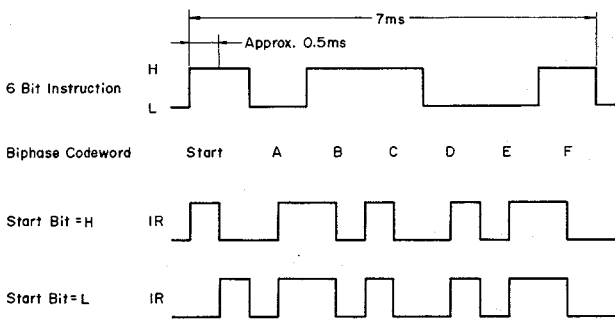 7ms
Approx. 0.5ms
H
6 Bit Instruction
L
Biphase Codeword Start A B C D E F
Start Bit = H IR
Start Bit = L IR